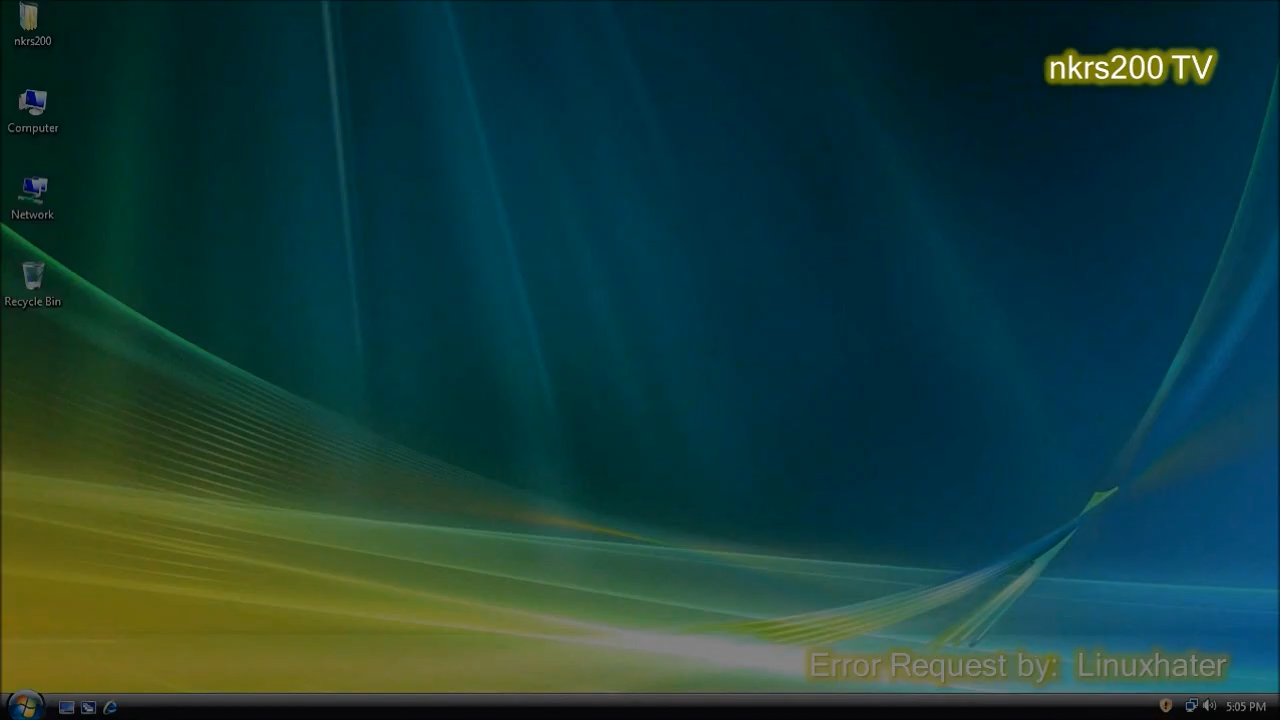 nkrs200
nkrs200 TV
Computer
Network
Recycle Bin
Error Request by:  Linuxhater
5:05 PM